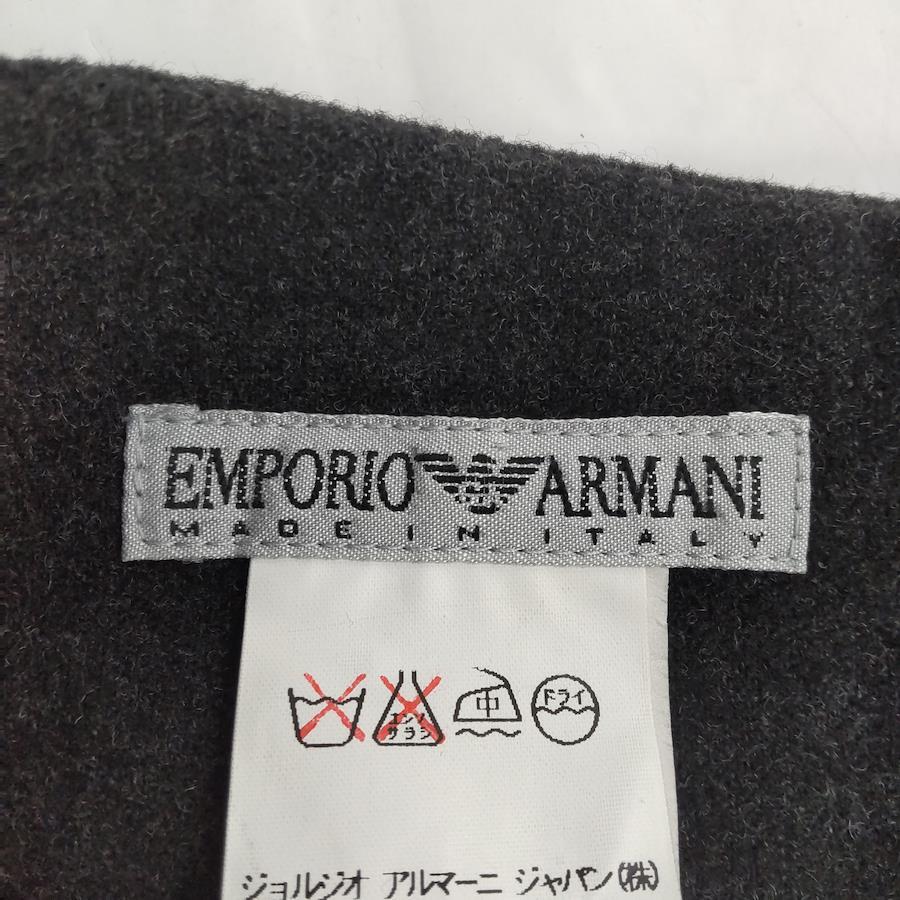 EMPORIO ARMANI
MADE IN ITALY
エンソ
サラシ
中
ドライ
ジョルジオ アルマーニ ジャパン(株)